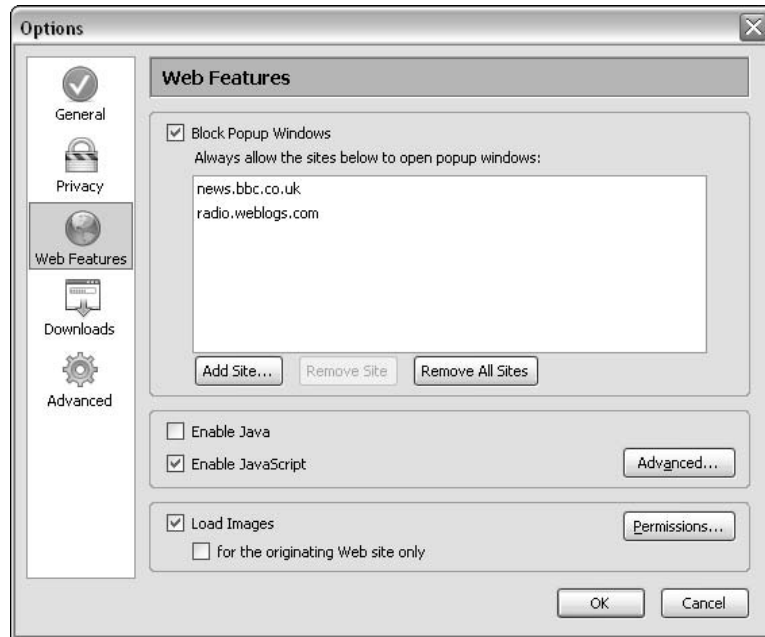 Options
General
Privacy
Web Features
Downloads
Advanced
Web Features
Block Popup Windows
Always allow the sites below to open popup windows:
news.bbc.co.uk
radio.weblogs.com
Add Site...
Remove Site
Remove All Sites
Enable Java
Enable JavaScript
Advanced...
Load Images
Permissions...
for the originating Web site only
OK
Cancel